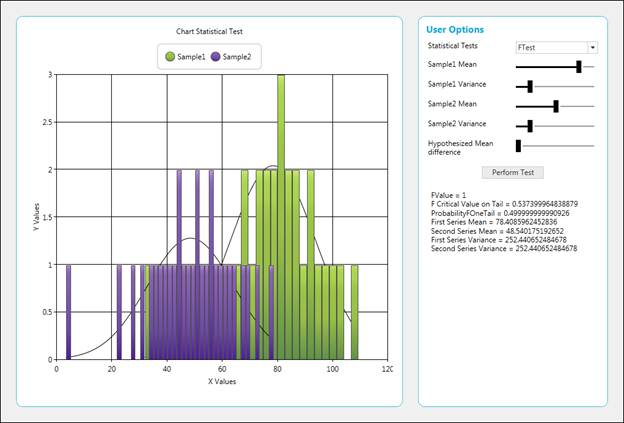 Chart Statistical Test
Sample1 Sample2
Y Values
3
2.5
2
1.5
1
0.5
0
0 20 40 60 80 100 120
X Values
User Options
Statistical Tests FTest
Sample1 Mean
Sample1 Variance
Sample2 Mean
Sample2 Variance
Hypothesized Mean
difference
Perform Test
FValue = 1
F Critical Value on Tail = 0.537399964838879
ProbabilityFOneTail = 0.499999999990926
First Series Mean = 78.4085962452836
Second Series Mean = 48.540175192652
First Series Variance = 252.440652484678
Second Series Variance = 252.440652484678